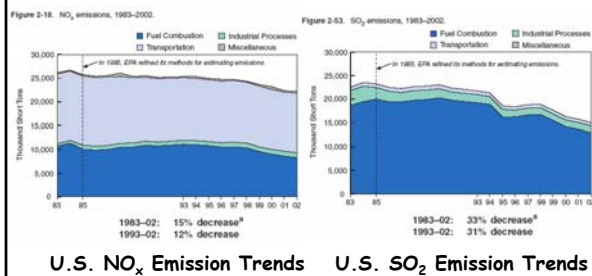 Figure 2-18. NOx emissions, 1983–2002.
Fuel Combustion
Industrial Processes
Transportation
Miscellaneous
In 1985, EPA refined its methods for estimating emissions.
Thousand Short Tons
30,000
25,000
20,000
15,000
10,000
5,000
0
83 85 93 94 95 96 97 98 99 00 01 02
1983–02: 15% decreaseᵃ
1993–02: 12% decrease
U.S. NOx Emission Trends
Figure 2-53. SO2 emissions, 1983–2002.
Fuel Combustion
Industrial Processes
Transportation
Miscellaneous
In 1985, EPA refined its methods for estimating emissions.
Thousand Short Tons
30,000
25,000
20,000
15,000
10,000
5,000
0
83 85 93 94 95 96 97 98 99 00 01 02
1983–02: 33% decreaseᵃ
1993–02: 31% decrease
U.S. SO2 Emission Trends